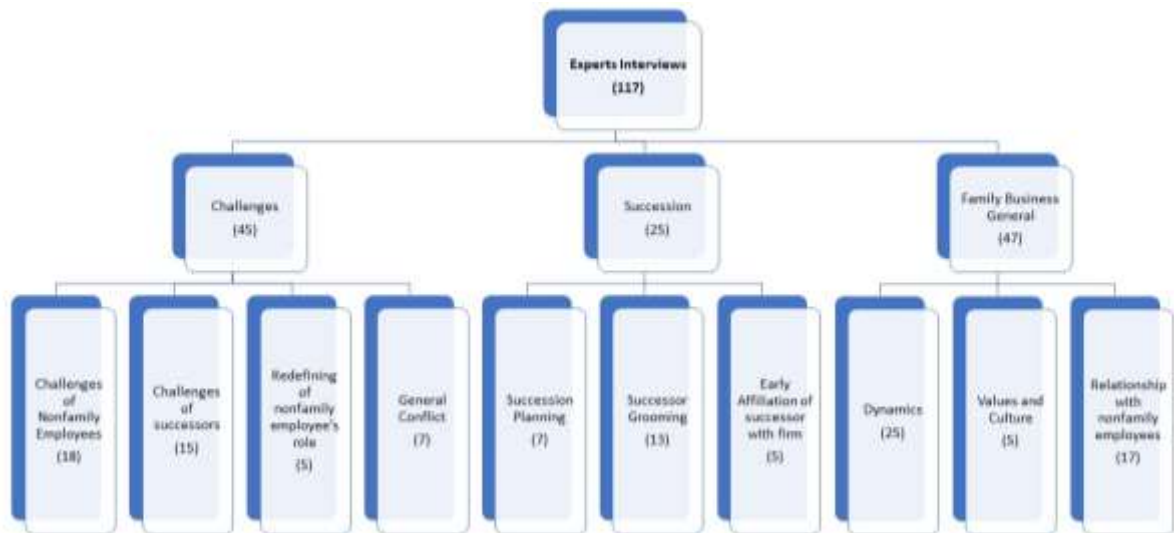 Experts Interviews
(117)
Challenges
(45)
Succession
(25)
Family Business
General
(47)
Challenges
of
Nonfamily
Employees
(18)
Challenges
of
successors
(15)
Redefining
of
nonfamily
employee's
role
(5)
General
Conflict
(7)
Succession
Planning
(7)
Successor
Grooming
(13)
Early
Affiliation of
successor
with firm
(5)
Dynamics
(25)
Values and
Culture
(5)
Relationship
with
nonfamily
employees
(17)